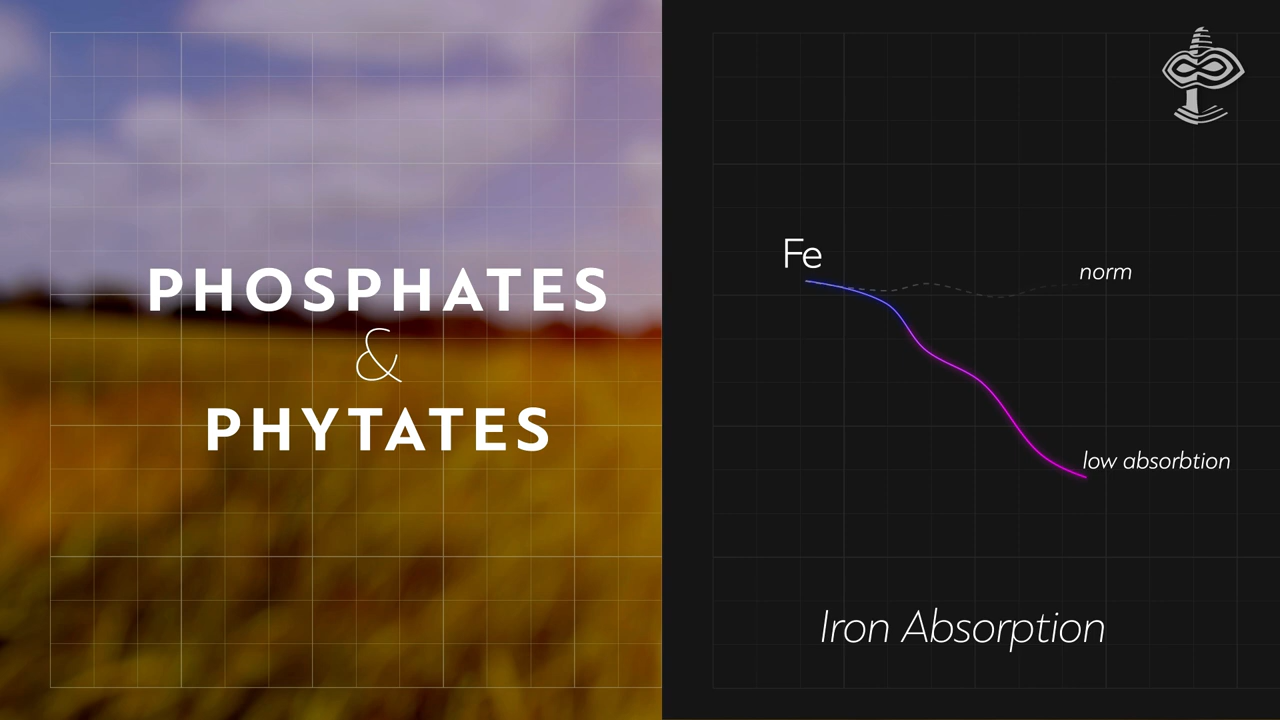 PHOSPHATES
&
PHYTATES
Fe
norm
low absorbtion
Iron Absorption